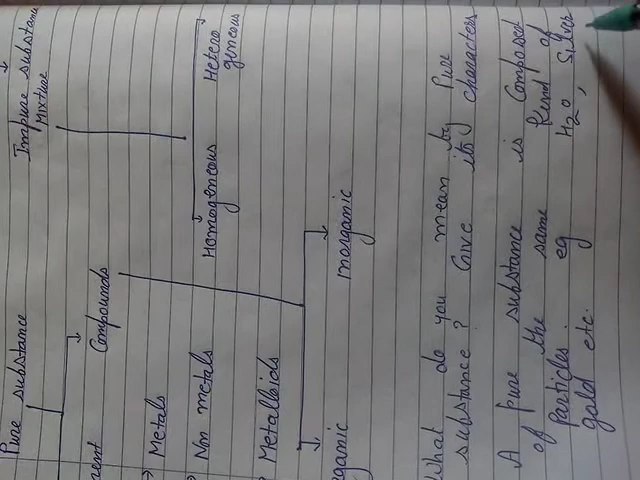 Pure substance Impure substance
Mixture
Compounds
Metals
Non metals Homogeneous Hetero
geneous
Metalloids
inorganic
What do you mean by Pure
substance? Give its characters
A pure substance is Composed
of the same kind of
particles. eg H2O, Silver
gold etc.